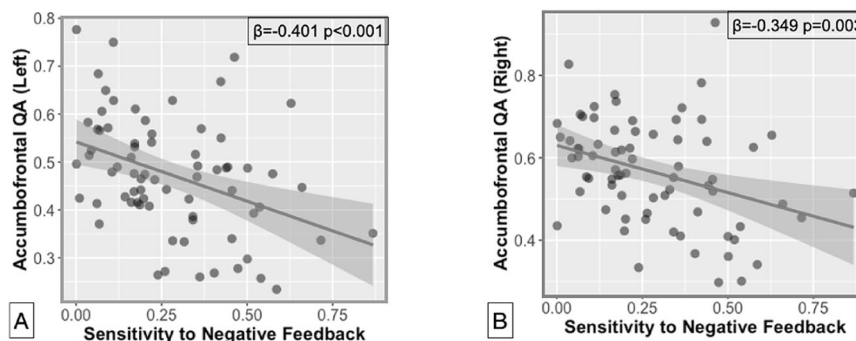 β=-0.401 p<0.001
Accumbofrontal QA (Left)
0.8
0.7
0.6
0.5
0.4
0.3
0.00 0.25 0.50 0.75
Sensitivity to Negative Feedback
A
β=-0.349 p=0.003
Accumbofrontal QA (Right)
0.8
0.6
0.4
0.00 0.25 0.50 0.75
Sensitivity to Negative Feedback
B